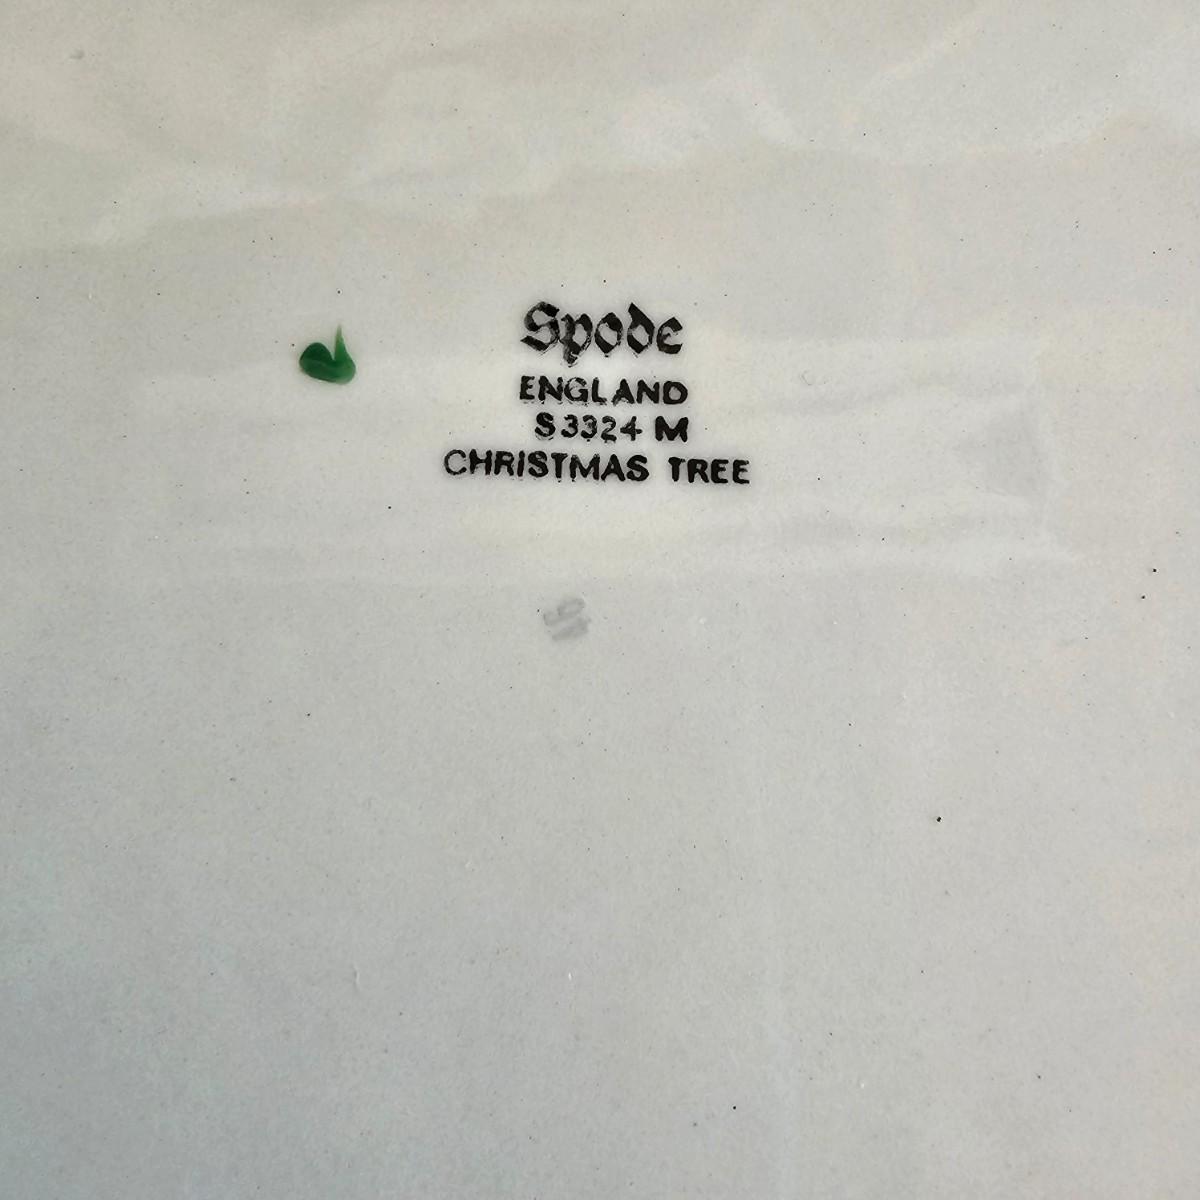 Spode
ENGLAND
S3324 M
CHRISTMAS TREE